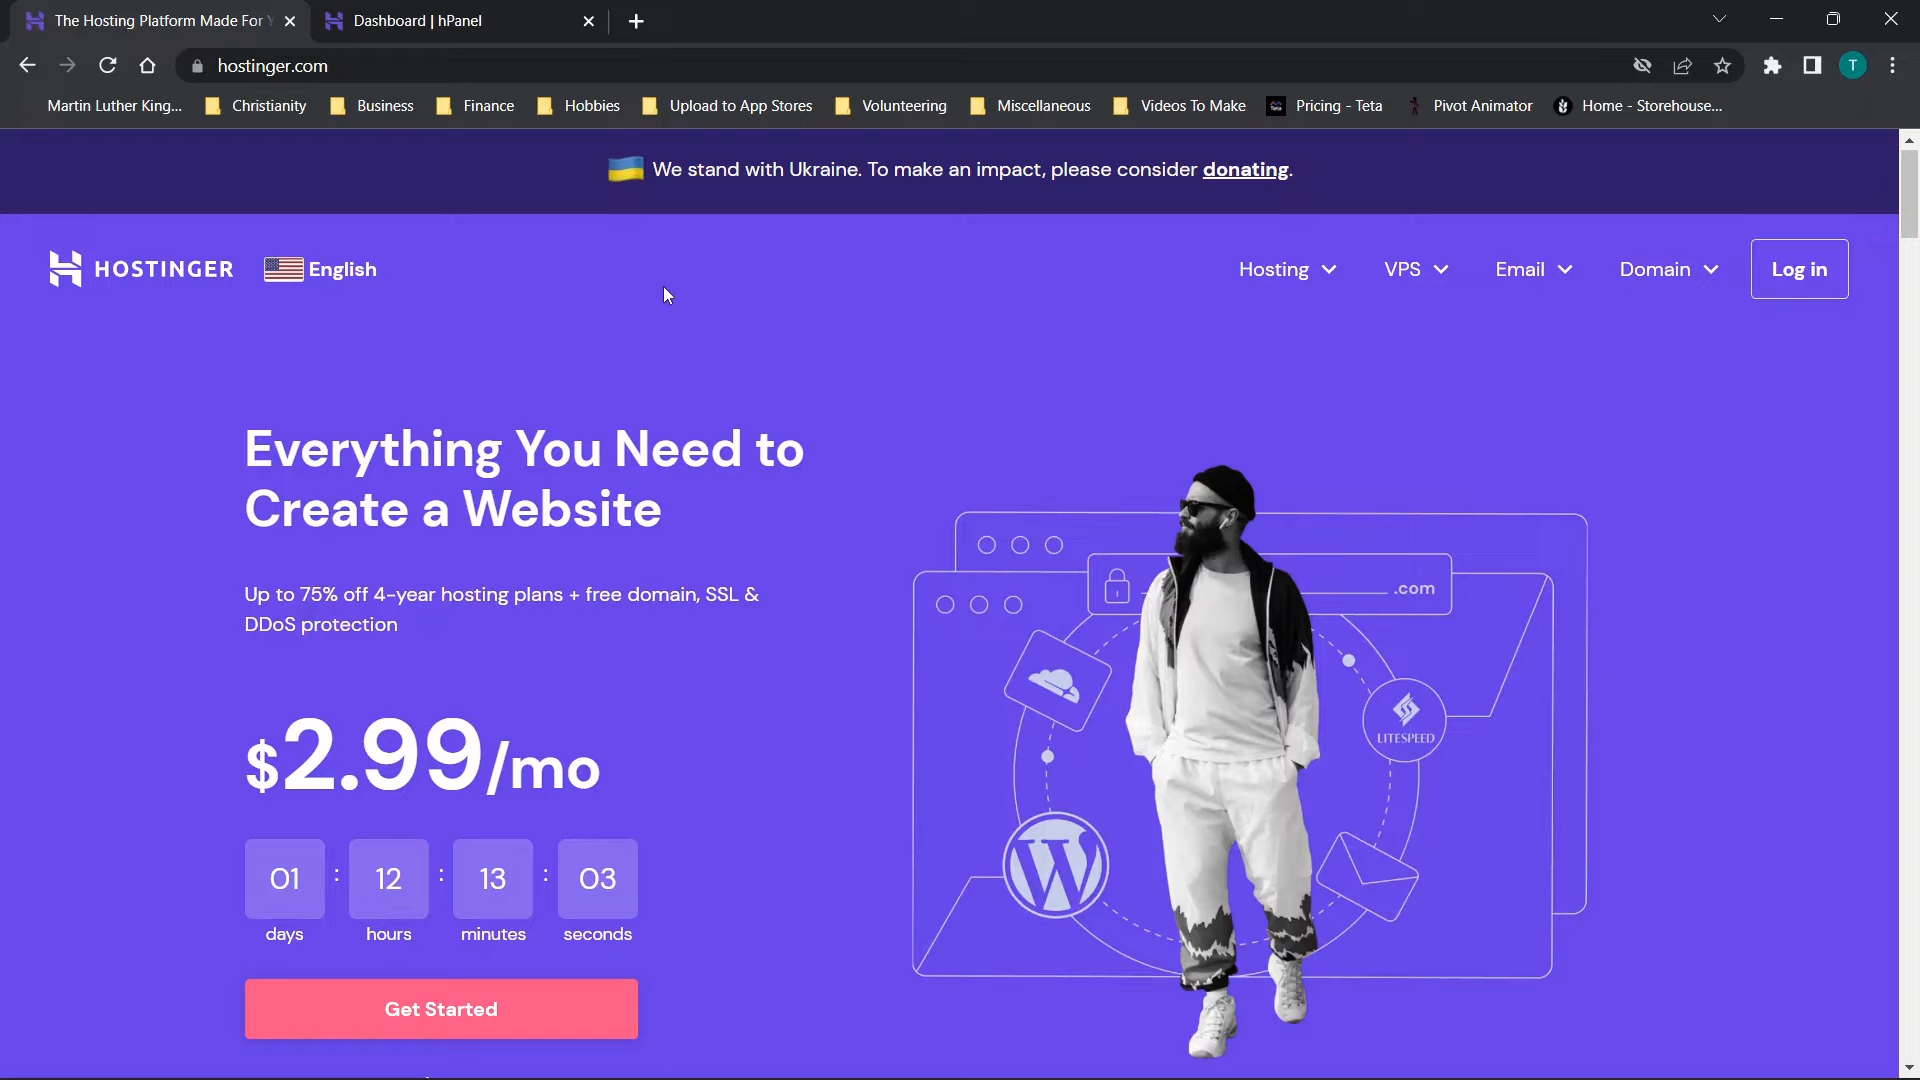 The Hosting Platform Made For Y
Dashboard | hPanel
hostinger.com
T
Martin Luther King...
Christianity
Business
Finance
Hobbies
Upload to App Stores
Volunteering
Miscellaneous
Videos To Make
Pricing - Teta
Pivot Animator
Home - Storehouse...
We stand with Ukraine. To make an impact, please consider donating.
HOSTINGER
English
Hosting
VPS
Email
Domain
Log in
Everything You Need to
Create a Website
Up to 75% off 4-year hosting plans + free domain, SSL &
DDoS protection
$2.99/mo
01 : 12 : 13 : 03
days hours minutes seconds
Get Started
.com
LITESPEED